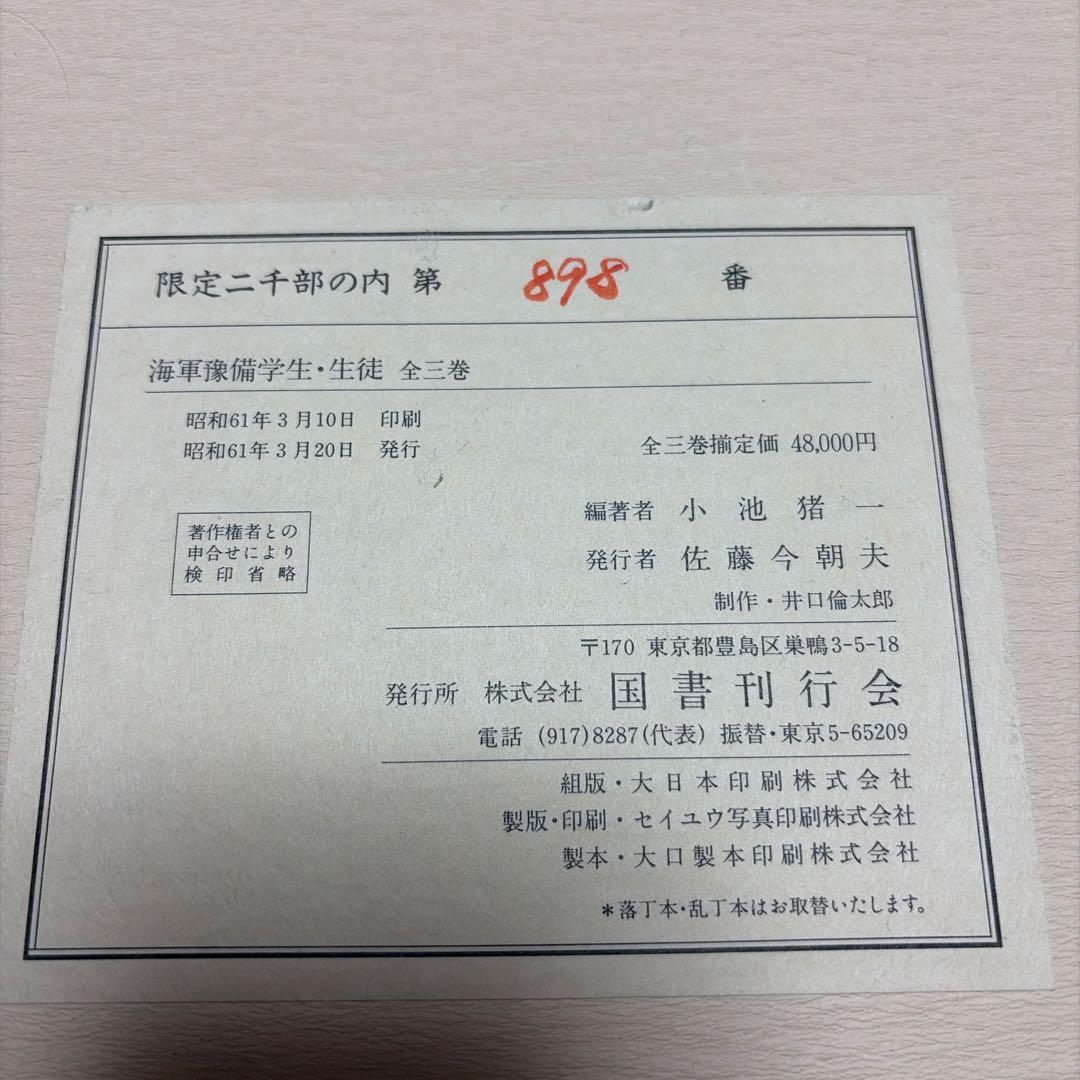 限定二千部の内 第 898 番
海軍豫備学生・生徒 全三巻
昭和61年3月10日 印刷
昭和61年3月20日 発行
全三巻揃定価 48,000円
著作権者との
申合せにより
検印省略
編著者 小池猪一
発行者 佐藤今朝夫
制作・井口倫太郎
〒170 東京都豊島区巣鴨3-5-18
発行所 株式会社 国書刊行会
電話 (917)8287(代表) 振替・東京5-65209
組版・大日本印刷株式会社
製版・印刷・セイユウ写真印刷株式会社
製本・大口製本印刷株式会社
*落丁本・乱丁本はお取替いたします。